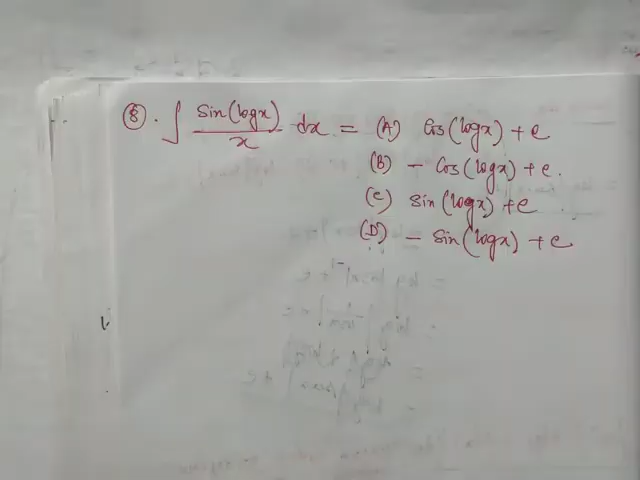 ⑧. ∫ Sin(logx)/x dx = (A) Cos(logx) + c
(B) - Cos(logx) + c.
(C) Sin(logx) + c
(D) - Sin(logx) + c